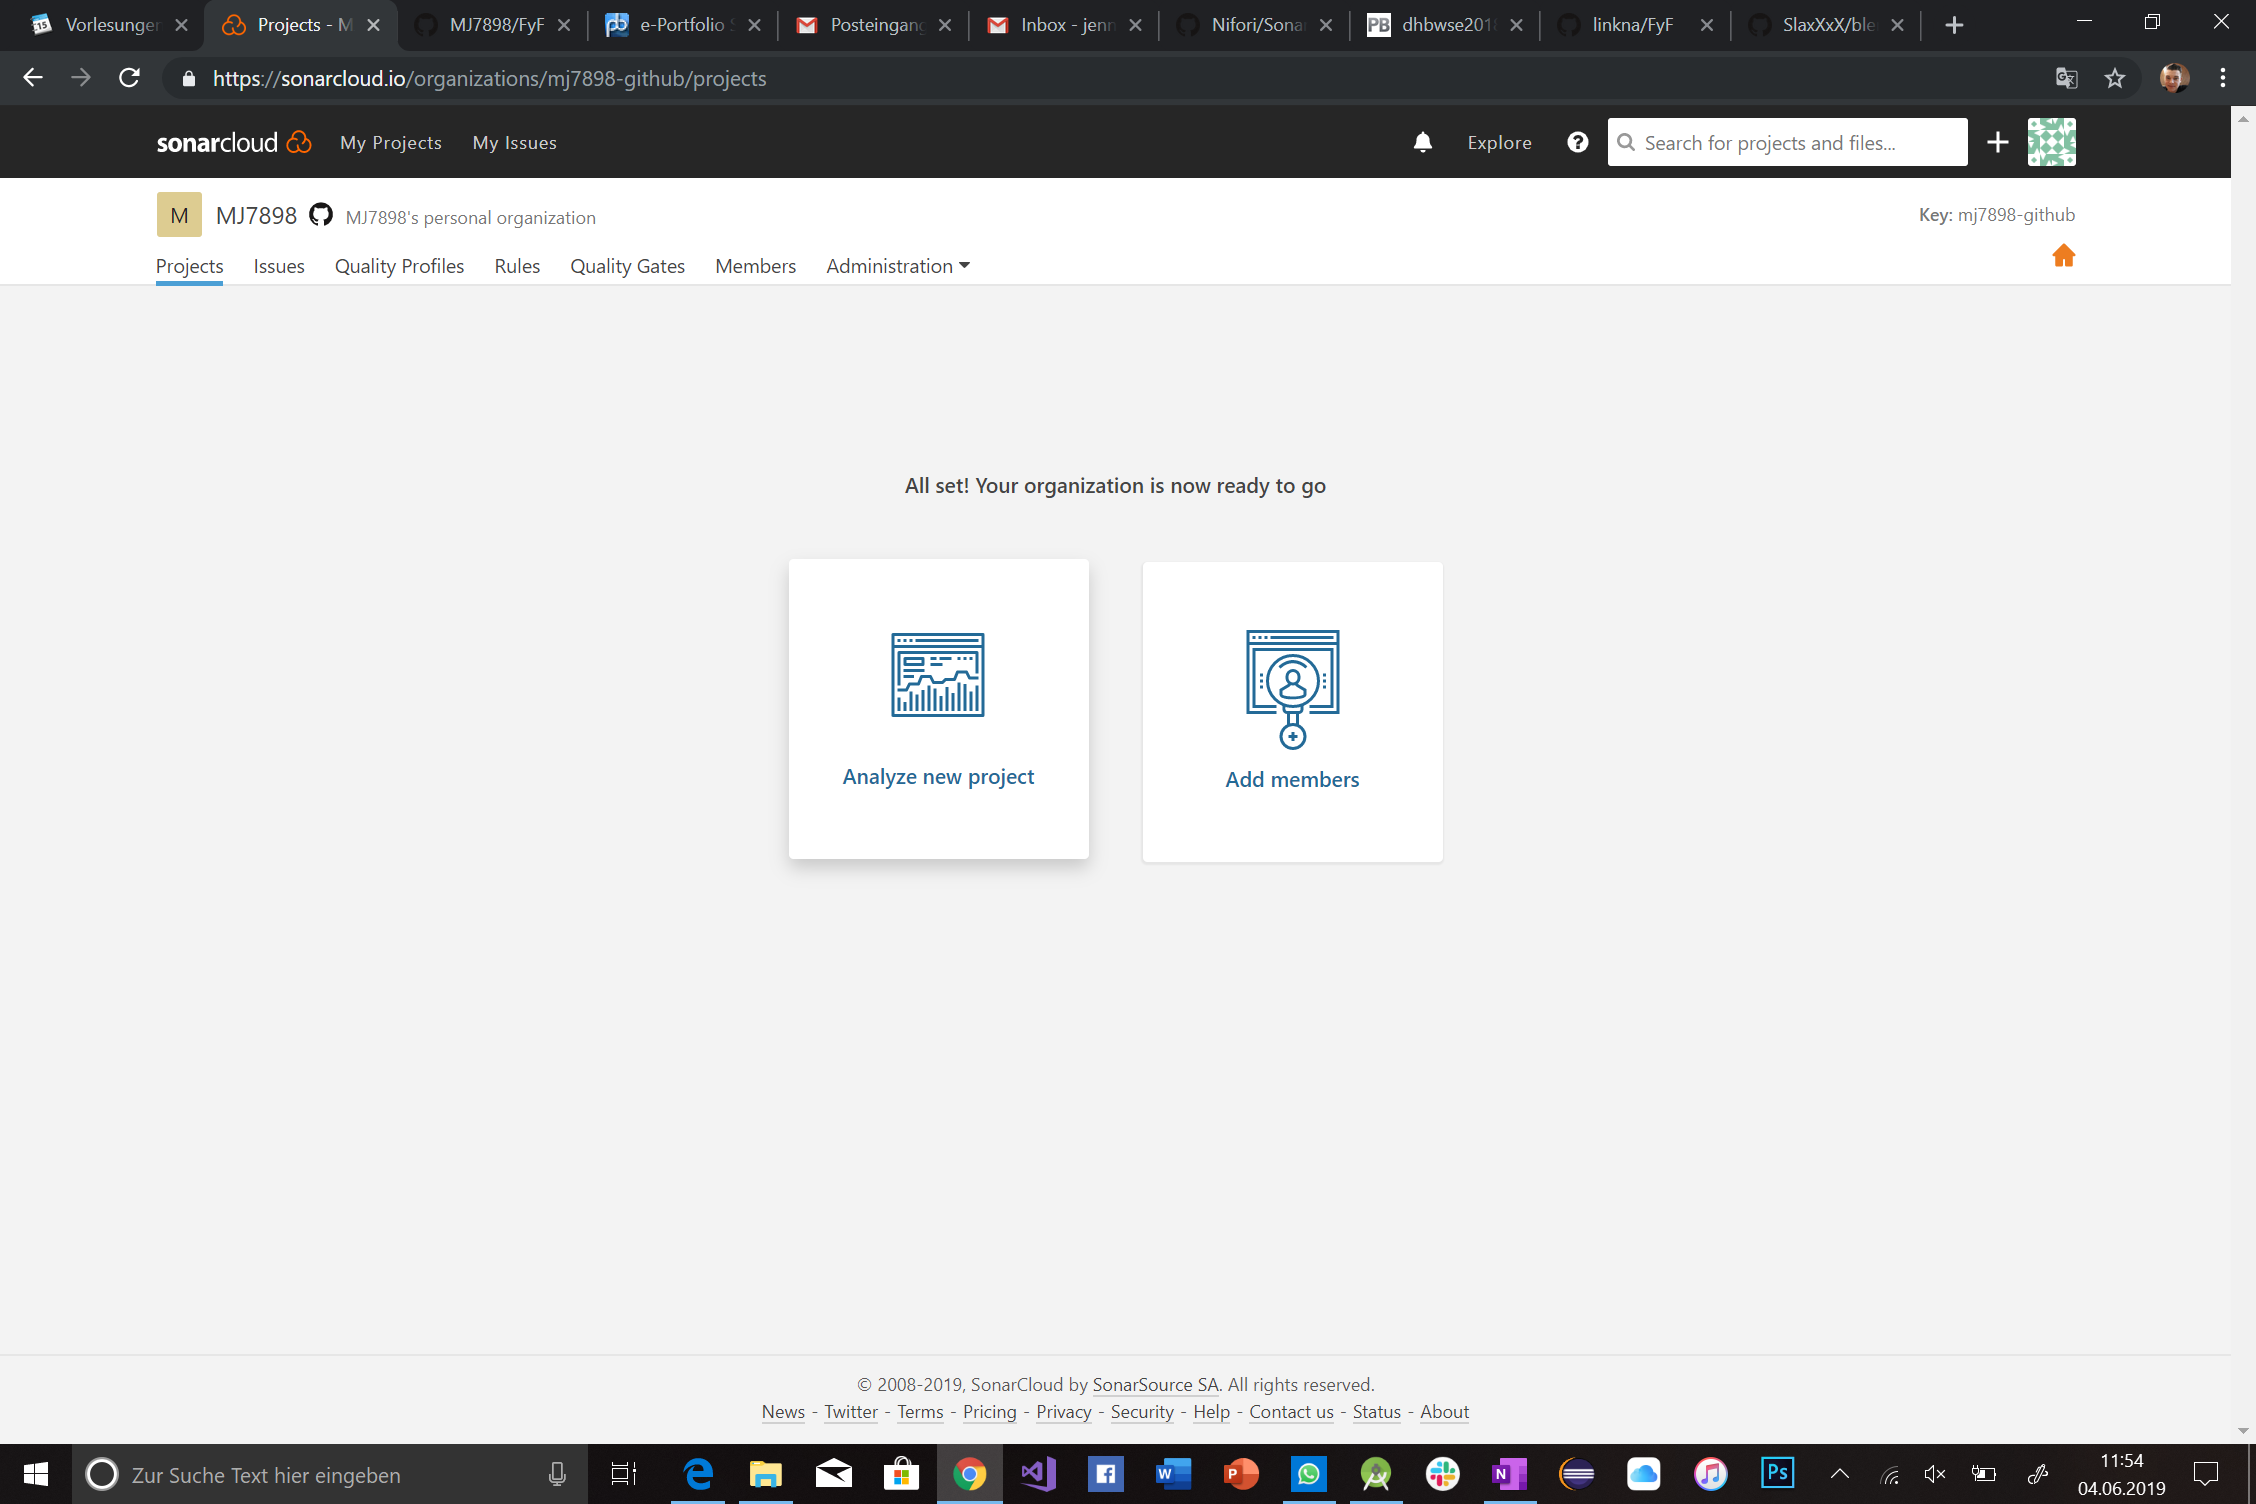 Vorlesungen
Projects - M
MJ7898/FyF
e-Portfolio S
Posteingang
Inbox - jenn
Nifori/Sonar
PB dhbwse2018
linkna/FyF
SlaxXxX/ble
https://sonarcloud.io/organizations/mj7898-github/projects
sonarcloud My Projects My Issues Explore Search for projects and files...
M MJ7898 MJ7898's personal organization Key: mj7898-github
Projects Issues Quality Profiles Rules Quality Gates Members Administration
All set! Your organization is now ready to go
Analyze new project
Add members
© 2008-2019, SonarCloud by SonarSource SA. All rights reserved.
News - Twitter - Terms - Pricing - Privacy - Security - Help - Contact us - Status - About
Zur Suche Text hier eingeben
11:54
04.06.2019